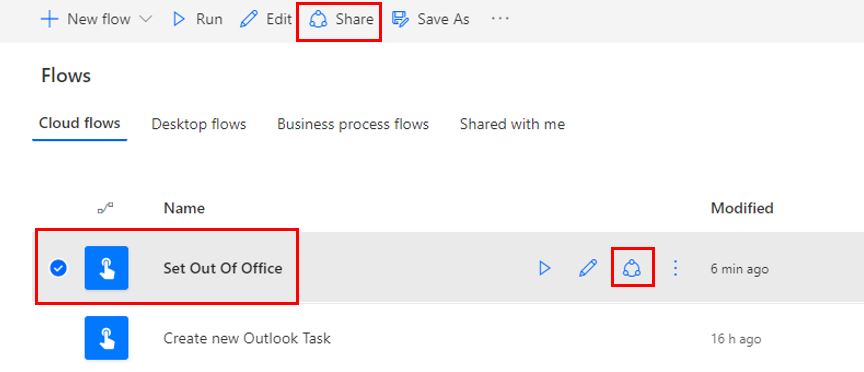 New flow Run Edit Share Save As ...
Flows
Cloud flows Desktop flows Business process flows Shared with me
Name Modified
Set Out Of Office 6 min ago
Create new Outlook Task 16 h ago